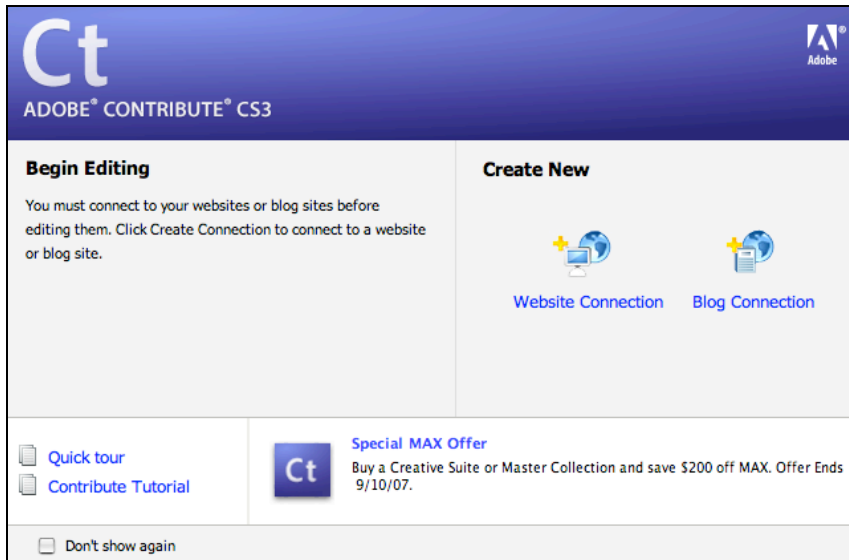 Ct
Adobe®
ADOBE® CONTRIBUTE® CS3
Begin Editing
You must connect to your websites or blog sites before
editing them. Click Create Connection to connect to a website
or blog site.
Create New
Website Connection
Blog Connection
Quick tour
Contribute Tutorial
Ct
Special MAX Offer
Buy a Creative Suite or Master Collection and save $200 off MAX. Offer Ends
9/10/07.
Don't show again